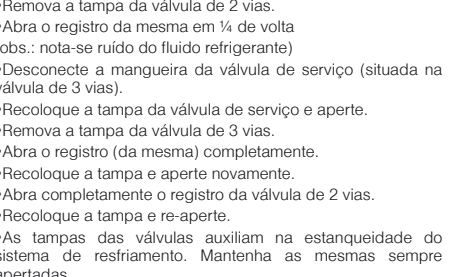 •Remova a tampa da válvula de 2 vias.
•Abra o registro da mesma em ¼ de volta
(obs.: nota-se ruído do fluido refrigerante)
•Desconecte a mangueira da válvula de serviço (situada na
válvula de 3 vias).
•Recoloque a tampa da válvula de serviço e aperte.
•Remova a tampa da válvula de 3 vias.
•Abra o registro (da mesma) completamente.
•Recoloque a tampa e aperte novamente.
•Abra completamente o registro da válvula de 2 vias.
•Recoloque a tampa e re-aperte.
•As tampas das válvulas auxiliam na estanqueidade do
sistema de resfriamento. Mantenha as mesmas sempre
apertadas